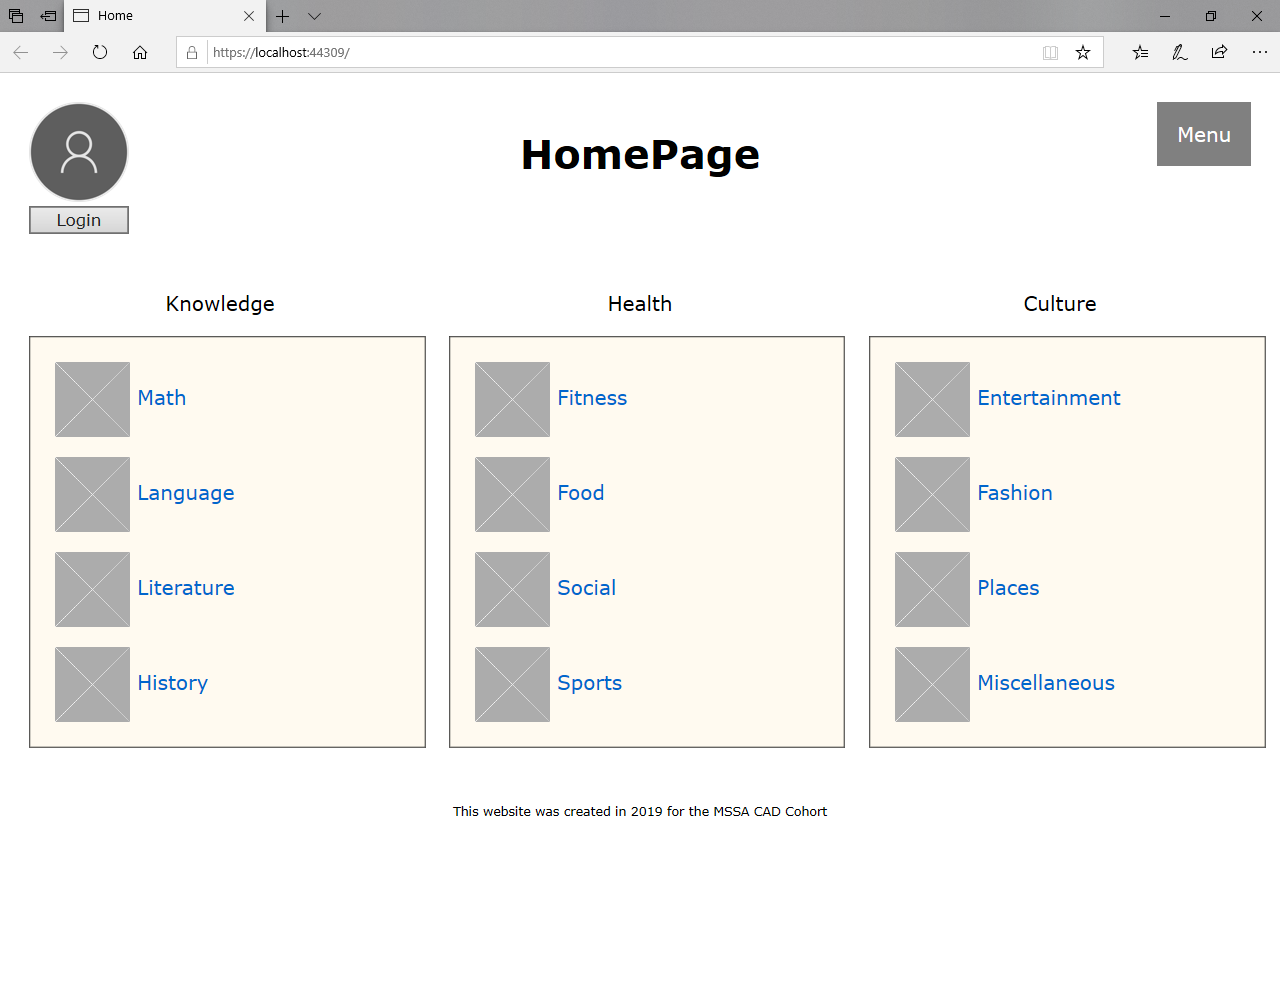 Home
https://localhost:44309/
HomePage
Menu
Login
Knowledge
Math
Language
Literature
History
Health
Fitness
Food
Social
Sports
Culture
Entertainment
Fashion
Places
Miscellaneous
This website was created in 2019 for the MSSA CAD Cohort